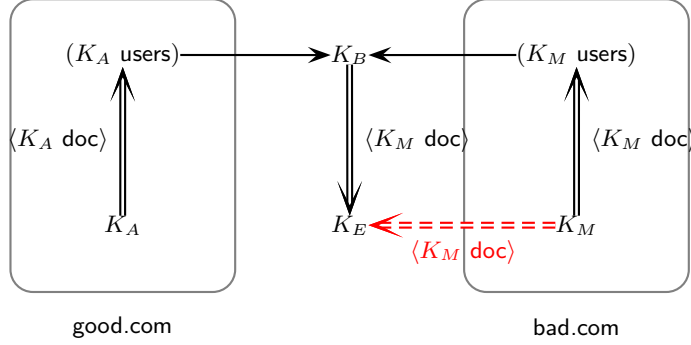 (K_A users)
K_B
(K_M users)
⟨K_A doc⟩
⟨K_M doc⟩
⟨K_M doc⟩
K_A
K_E
K_M
⟨K_M doc⟩
good.com
bad.com